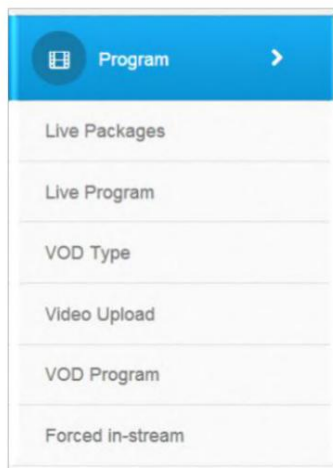 Program
Live Packages
Live Program
VOD Type
Video Upload
VOD Program
Forced in-stream